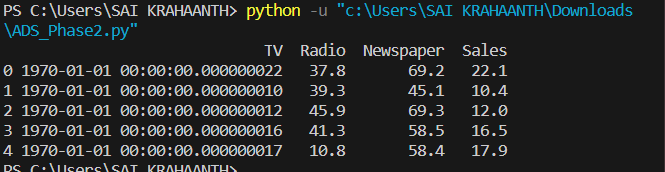 PS C:\Users\SAI KRAHAANTH> python -u "c:\Users\SAI KRAHAANTH\Downloads
\ADS_Phase2.py"
TV Radio Newspaper Sales
0 1970-01-01 00:00:00.000000022 37.8 69.2 22.1
1 1970-01-01 00:00:00.000000010 39.3 45.1 10.4
2 1970-01-01 00:00:00.000000012 45.9 69.3 12.0
3 1970-01-01 00:00:00.000000016 41.3 58.5 16.5
4 1970-01-01 00:00:00.000000017 10.8 58.4 17.9
PS C:\Users\SAI KRAHAANTH>